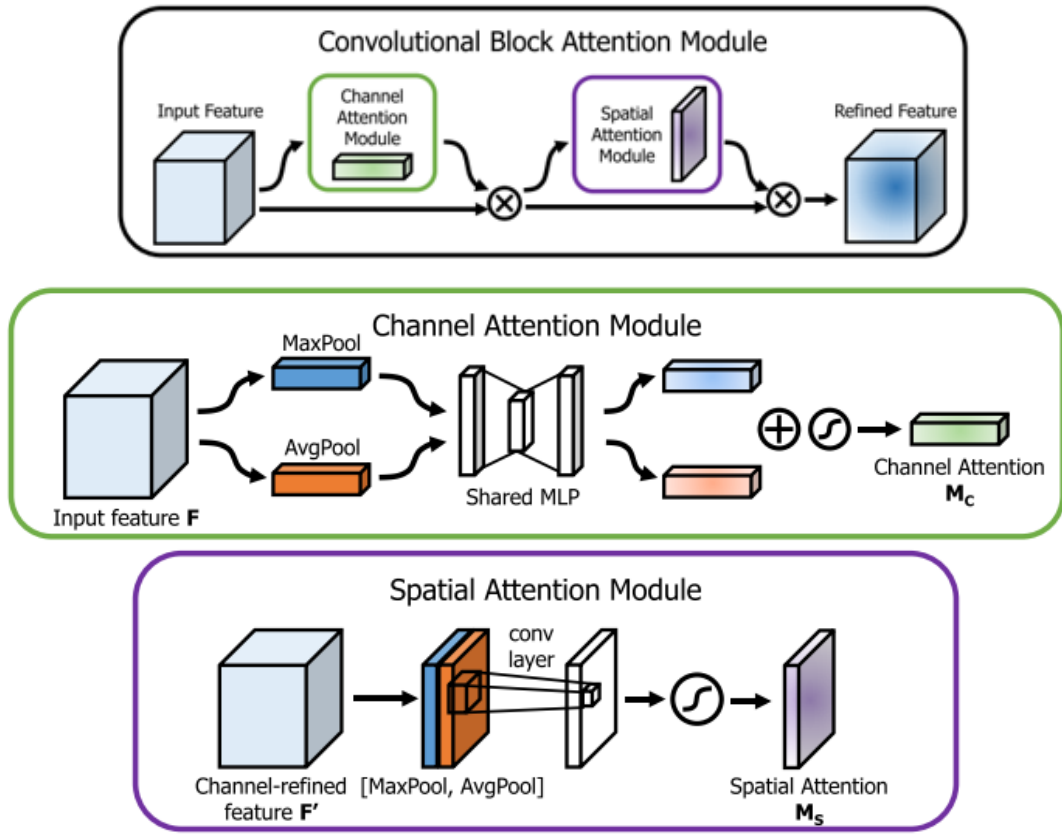 Convolutional Block Attention Module
Input Feature
Channel
Attention
Module
Spatial
Attention
Module
Refined Feature
Channel Attention Module
MaxPool
AvgPool
Shared MLP
Input feature F
Channel Attention
Mc
Spatial Attention Module
conv
layer
Channel-refined
feature F'
[MaxPool, AvgPool]
Spatial Attention
Ms